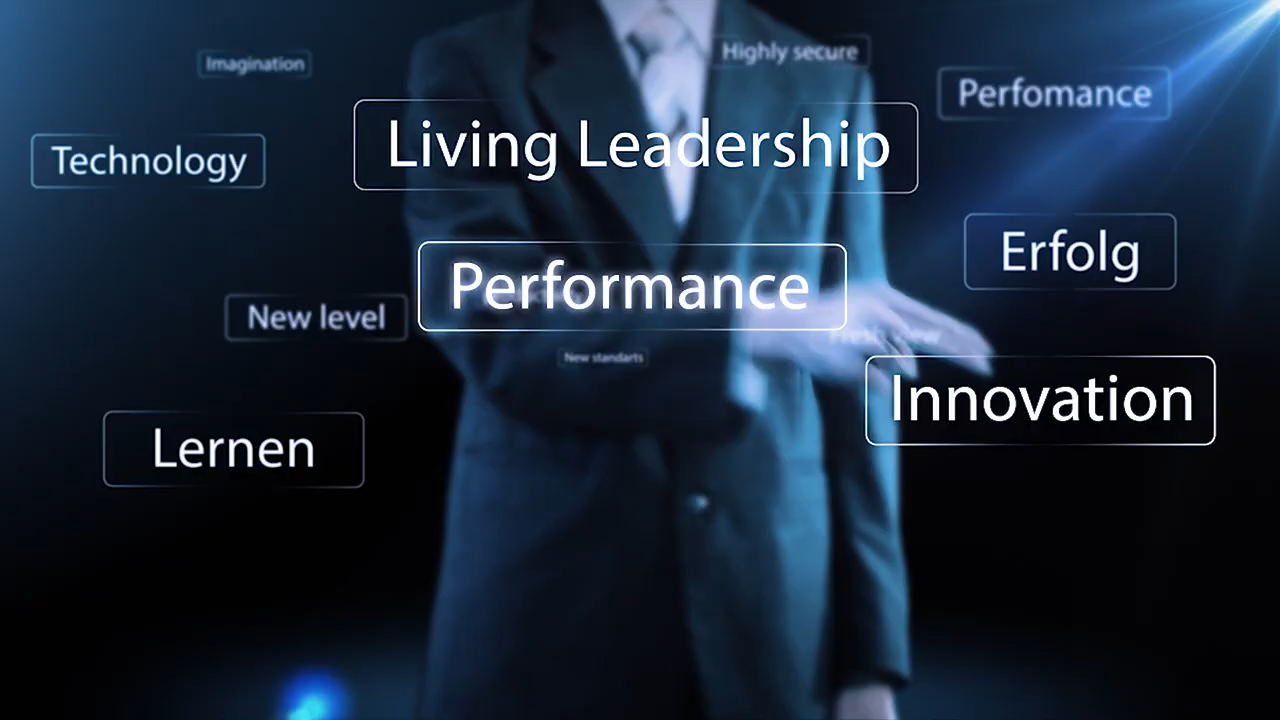 Imagination
Highly secure
Perfomance
Technology
Living Leadership
Erfolg
Performance
New level
New standarts
Innovation
Lernen